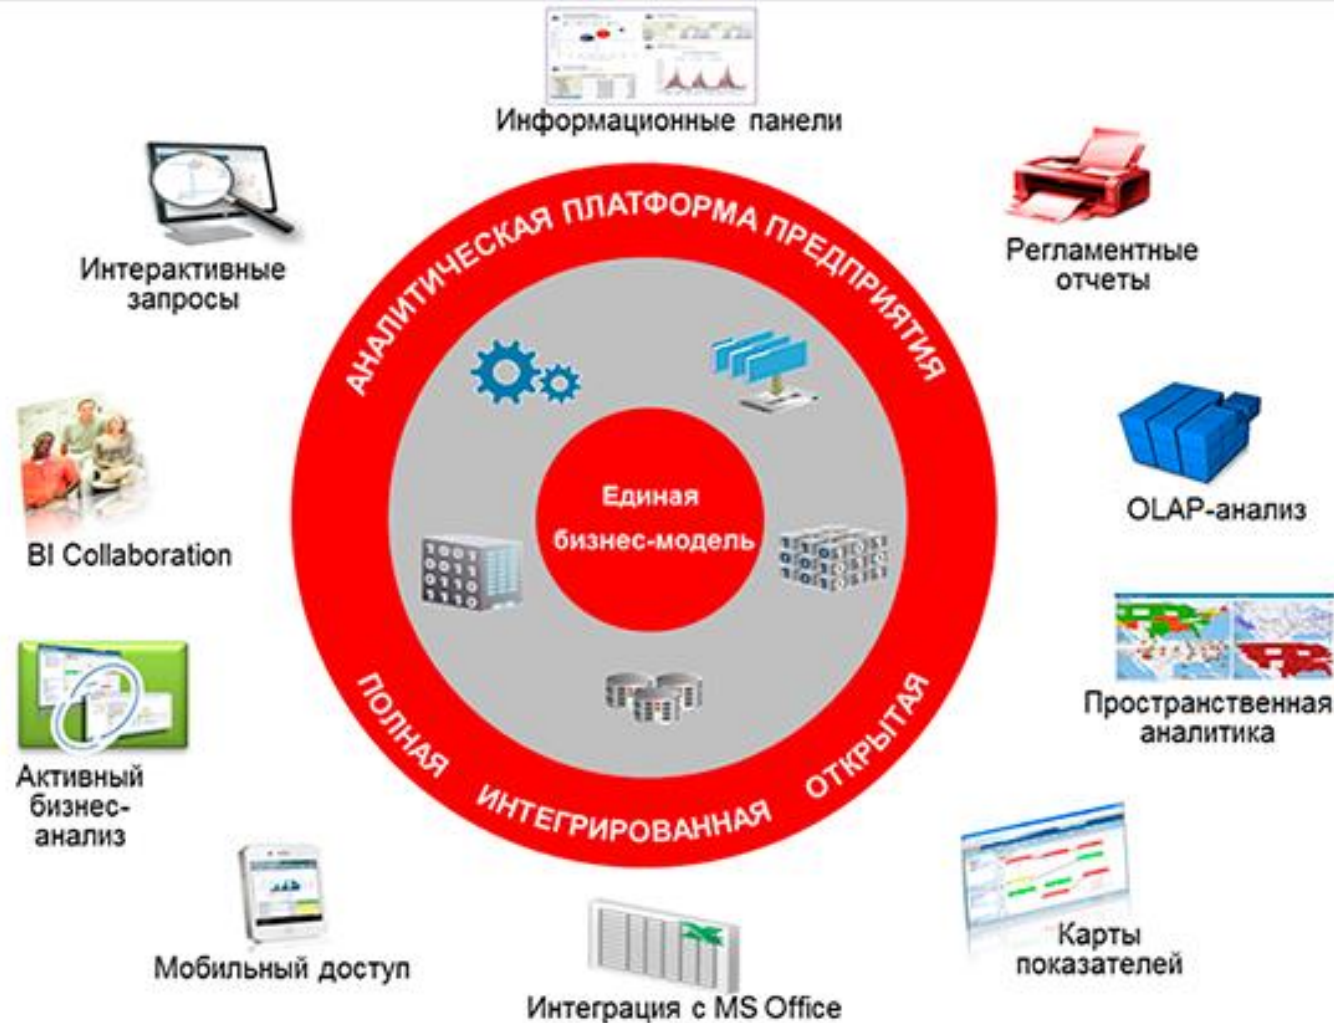 Информационные панели
Регламентные
отчеты
OLAP-анализ
Пространственная
аналитика
Карты
показателей
Интеграция с MS Office
Мобильный доступ
Активный
бизнес-
анализ
BI Collaboration
Интерактивные
запросы
АНАЛИТИЧЕСКАЯ ПЛАТФОРМА ПРЕДПРИЯТИЯ
ПОЛНАЯ ИНТЕГРИРОВАННАЯ ОТКРЫТАЯ
Единая
бизнес-модель